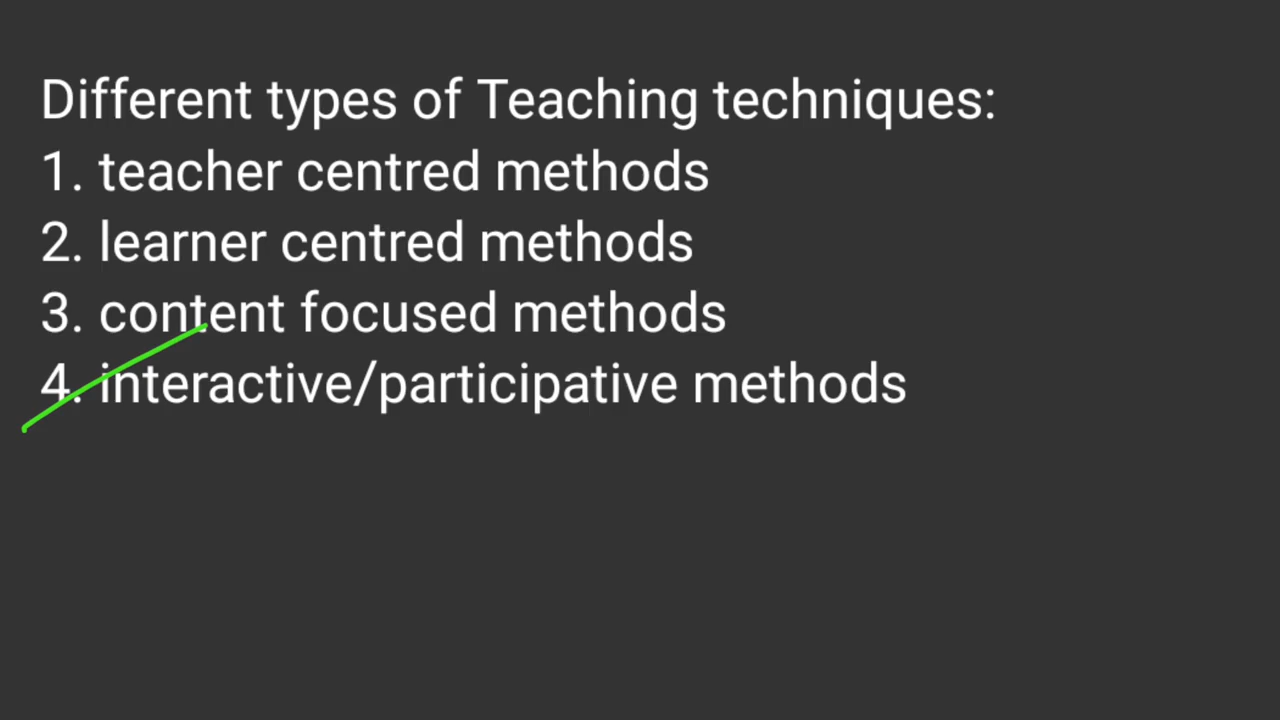 Different types of Teaching techniques:
1. teacher centred methods
2. learner centred methods
3. content focused methods
4. interactive/participative methods